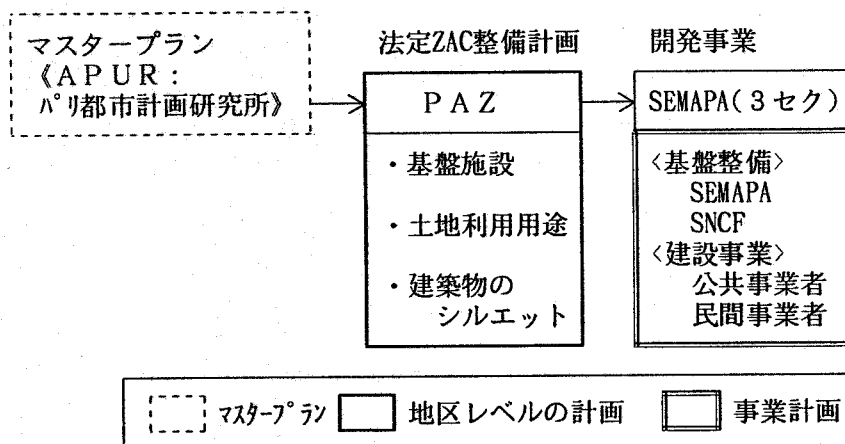 マスタープラン
《APUR：
パリ都市計画研究所》
法定ZAC整備計画
PAZ
・基盤施設
・土地利用用途
・建築物の
シルエット
開発事業
SEMAPA(3セク)
〈基盤整備〉
SEMAPA
SNCF
〈建設事業〉
公共事業者
民間事業者
マスタープラン 地区レベルの計画 事業計画